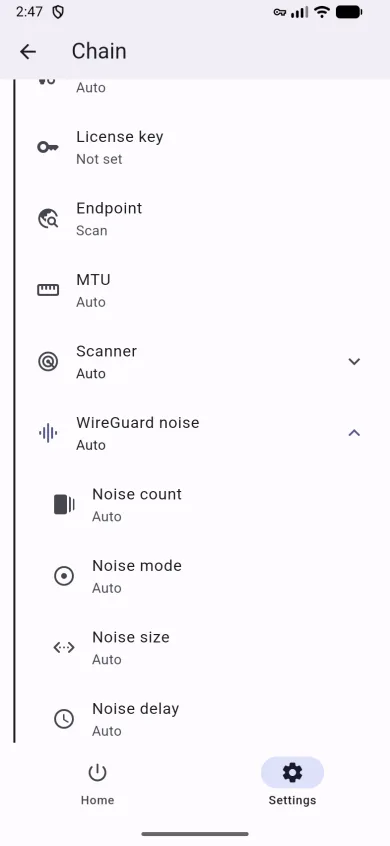 2:47
Chain
Auto
License key
Not set
Endpoint
Scan
MTU
Auto
Scanner
Auto
WireGuard noise
Auto
Noise count
Auto
Noise mode
Auto
Noise size
Auto
Noise delay
Auto
Home
Settings